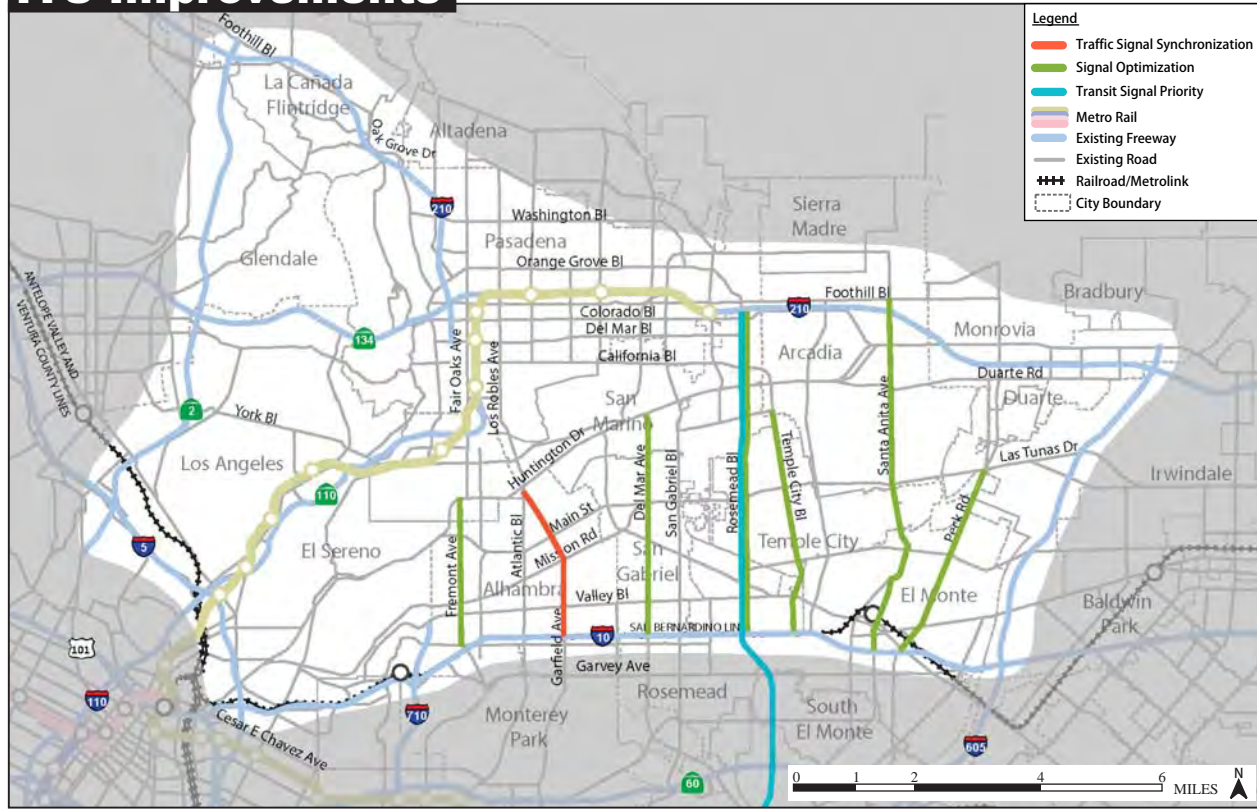 ITS Improvements
Legend
Traffic Signal Synchronization
Signal Optimization
Transit Signal Priority
Metro Rail
Existing Freeway
Existing Road
Railroad/Metrolink
City Boundary
Foothill Bl
La Cañada
Flintridge
Oak Grove Dr
Altadena
210
Washington Bl
Sierra
Madre
Pasadena
Glendale
Orange Grove Bl
ANTELOPE VALLEY AND
VENTURA COUNTY LINES
Foothill Bl
Bradbury
210
Colorado Bl
Del Mar Bl
134
Monrovia
Fair Oaks Ave
Los Robles Ave
California Bl
Arcadia
Duarte Rd
Duarte
2
York Bl
San
Marino
Santa Anita Ave
Huntington Dr
Los Angeles
Del Mar Ave
San Gabriel Bl
Rosemead Bl
Temple City Bl
Las Tunas Dr
Irwindale
110
Main St
Peck Rd
5
El Sereno
Atlantic Bl
Mission Rd
San
Gabriel
Temple City
Fremont Ave
Alhambra
Valley Bl
El Monte
Baldwin
Park
SAN BERNARDINO LIN
10
101
Garfield Ave
Garvey Ave
Rosemead
110
Cesar E Chavez Ave
710
Monterey
Park
South
El Monte
605
60
0 1 2 4 6
MILES
N